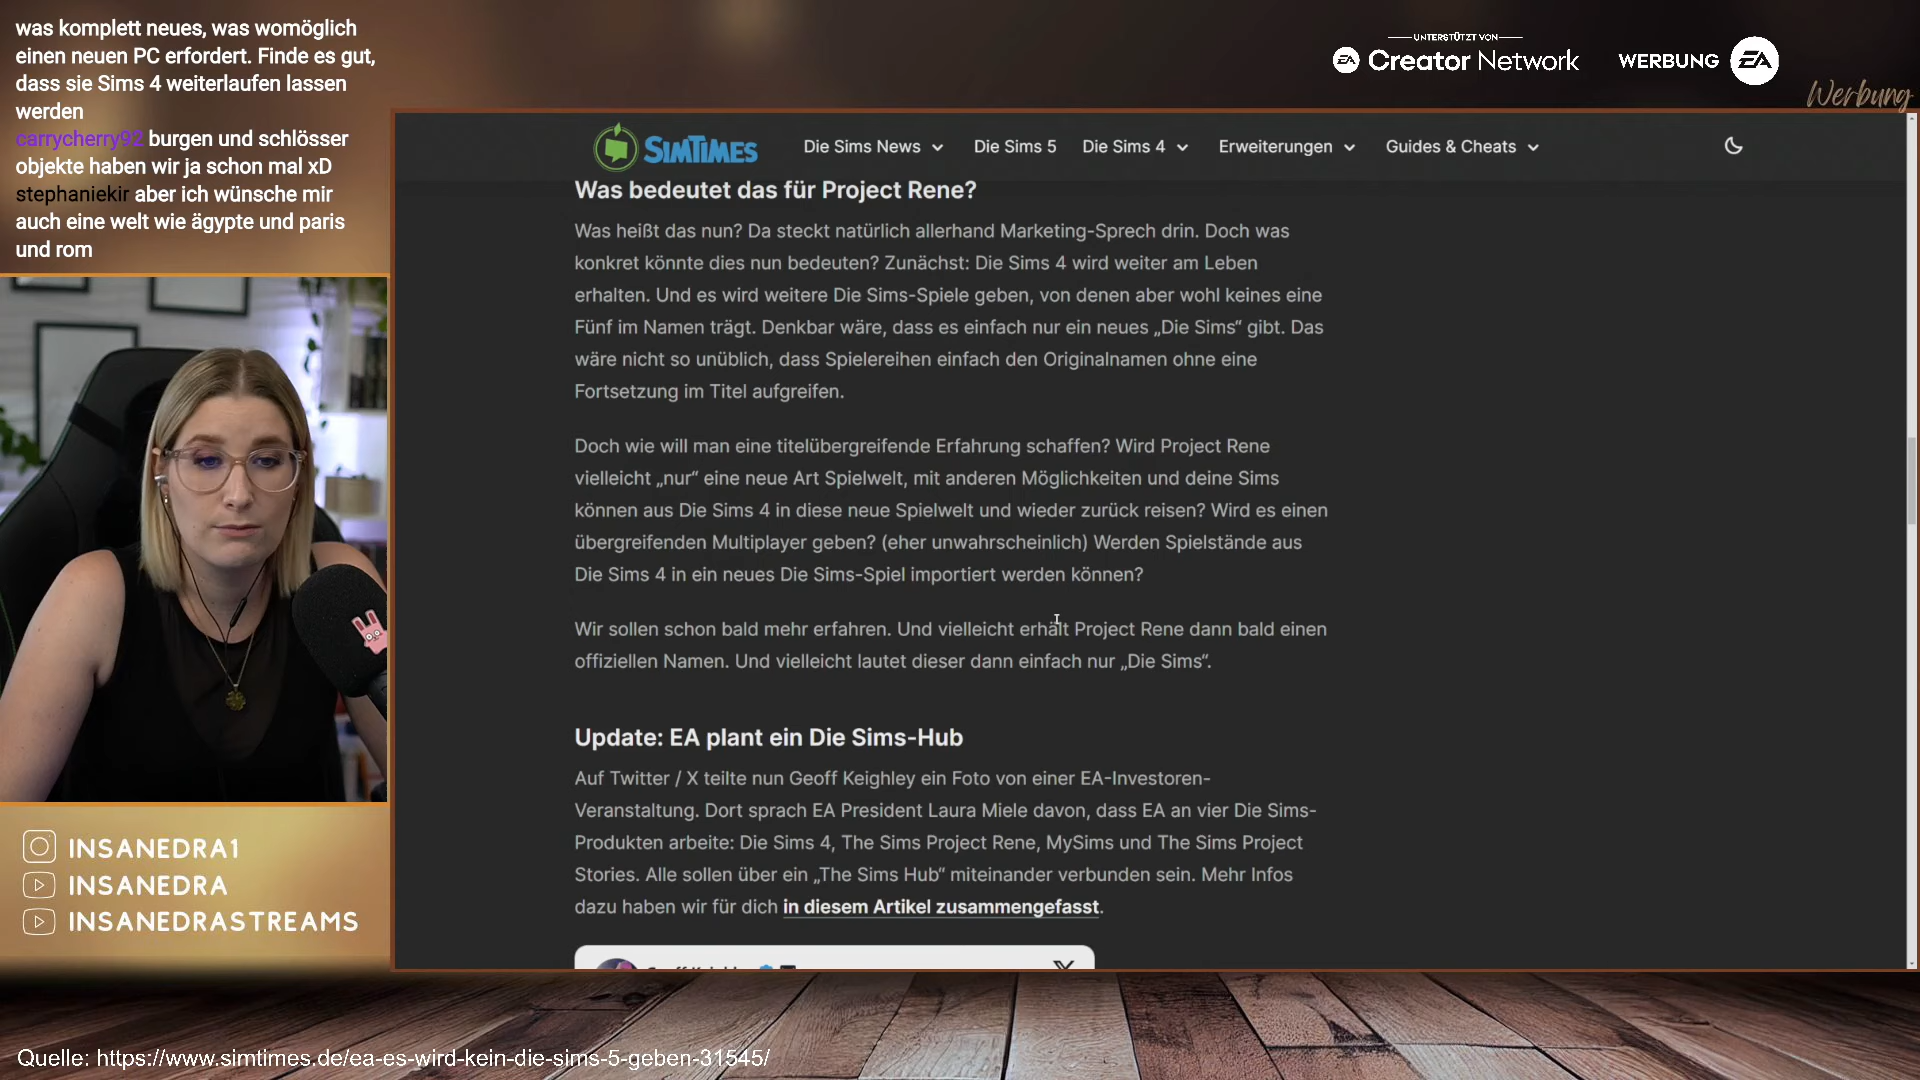 was komplett neues, was womöglich
einen neuen PC erfordert. Finde es gut,
dass sie Sims 4 weiterlaufen lassen
werden
carrycherry92 burgen und schlösser
objekte haben wir ja schon mal xD
stephaniekir aber ich wünsche mir
auch eine welt wie ägypte und paris
und rom
UNTERSTÜTZT VON
EA Creator Network
WERBUNG EA
Werbung
SIMTIMES
Die Sims News
Die Sims 5
Die Sims 4
Erweiterungen
Guides & Cheats
Was bedeutet das für Project Rene?
Was heißt das nun? Da steckt natürlich allerhand Marketing-Sprech drin. Doch was
konkret könnte dies nun bedeuten? Zunächst: Die Sims 4 wird weiter am Leben
erhalten. Und es wird weitere Die Sims-Spiele geben, von denen aber wohl keines eine
Fünf im Namen trägt. Denkbar wäre, dass es einfach nur ein neues „Die Sims“ gibt. Das
wäre nicht so unüblich, dass Spielereihen einfach den Originalnamen ohne eine
Fortsetzung im Titel aufgreifen.
Doch wie will man eine titelübergreifende Erfahrung schaffen? Wird Project Rene
vielleicht „nur“ eine neue Art Spielwelt, mit anderen Möglichkeiten und deine Sims
können aus Die Sims 4 in diese neue Spielwelt und wieder zurück reisen? Wird es einen
übergreifenden Multiplayer geben? (eher unwahrscheinlich) Werden Spielstände aus
Die Sims 4 in ein neues Die Sims-Spiel importiert werden können?
Wir sollen schon bald mehr erfahren. Und vielleicht erhält Project Rene dann bald einen
offiziellen Namen. Und vielleicht lautet dieser dann einfach nur „Die Sims“.
Update: EA plant ein Die Sims-Hub
Auf Twitter / X teilte nun Geoff Keighley ein Foto von einer EA-Investoren-
Veranstaltung. Dort sprach EA President Laura Miele davon, dass EA an vier Die Sims-
Produkten arbeite: Die Sims 4, The Sims Project Rene, MySims und The Sims Project
Stories. Alle sollen über ein „The Sims Hub“ miteinander verbunden sein. Mehr Infos
dazu haben wir für dich in diesem Artikel zusammengefasst.
INSANEDRA1
INSANEDRA
INSANEDRASTREAMS
Quelle: https://www.simtimes.de/ea-es-wird-kein-die-sims-5-geben-31545/